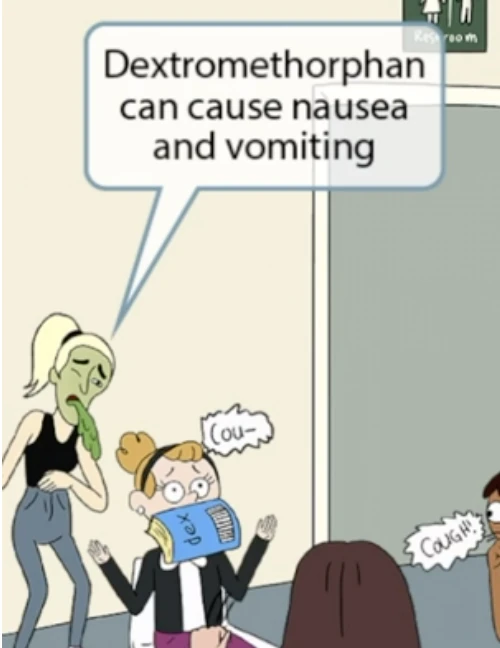 Restroom
Dextromethorphan
can cause nausea
and vomiting
Cou-
dex
COUGH!!